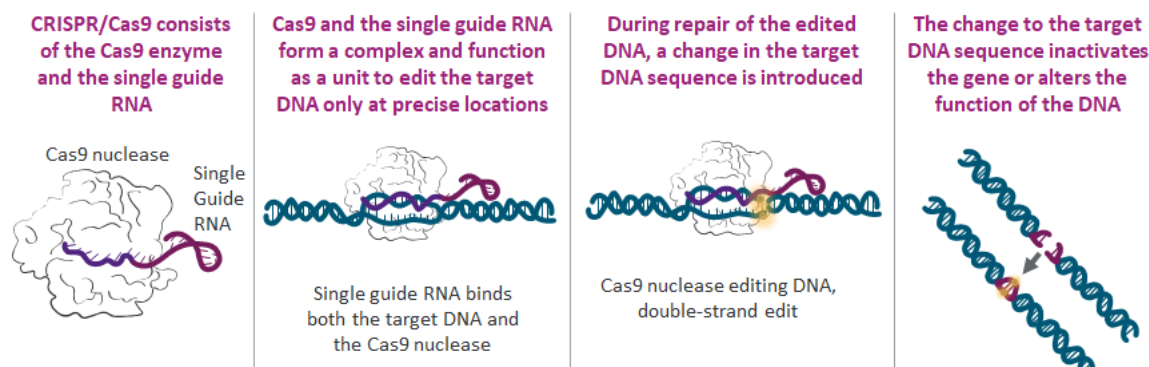 CRISPR/Cas9 consists
of the Cas9 enzyme
and the single guide
RNA
Cas9 nuclease
Single
Guide
RNA
Cas9 and the single guide RNA
form a complex and function
as a unit to edit the target
DNA only at precise locations
Single guide RNA binds
both the target DNA and
the Cas9 nuclease
During repair of the edited
DNA, a change in the target
DNA sequence is introduced
Cas9 nuclease editing DNA,
double-strand edit
The change to the target
DNA sequence inactivates
the gene or alters the
function of the DNA